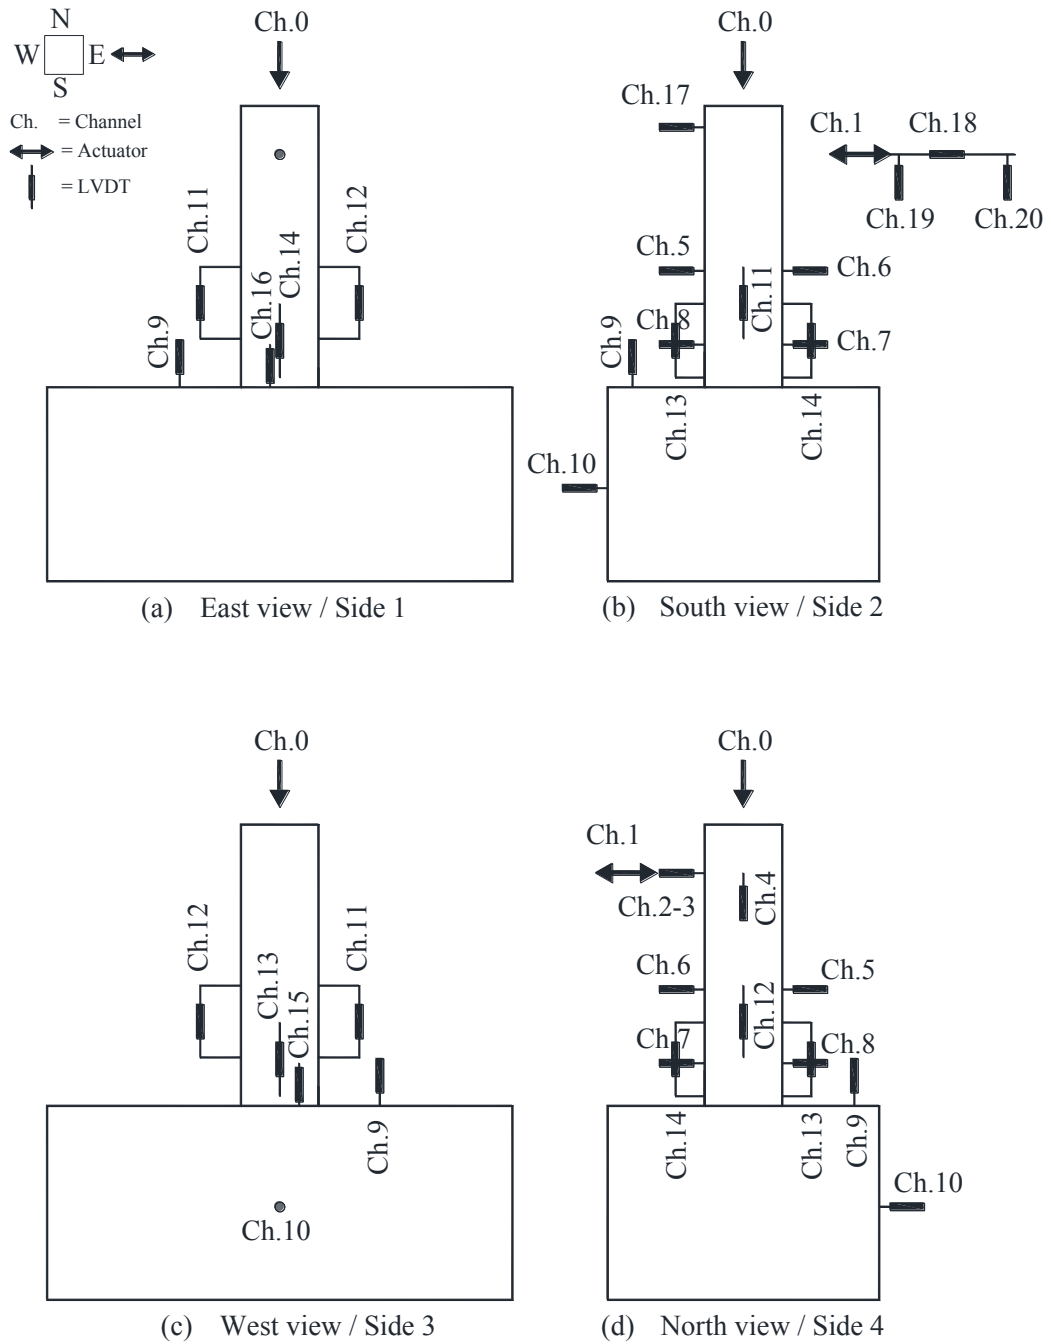 N
W E
S
Ch. = Channel
= Actuator
= LVDT
Ch.0
Ch.11
Ch.12
Ch.14
Ch.16
Ch.9
(a) East view / Side 1
Ch.0
Ch.17
Ch.1
Ch.18
Ch.19
Ch.20
Ch.5
Ch.6
Ch.11
Ch.8
Ch.7
Ch.9
Ch.13
Ch.14
Ch.10
(b) South view / Side 2
Ch.0
Ch.12
Ch.11
Ch.13
Ch.15
Ch.9
Ch.10
(c) West view / Side 3
Ch.0
Ch.1
Ch.2-3
Ch.4
Ch.6
Ch.5
Ch.12
Ch.7
Ch.8
Ch.14
Ch.13
Ch.9
Ch.10
(d) North view / Side 4